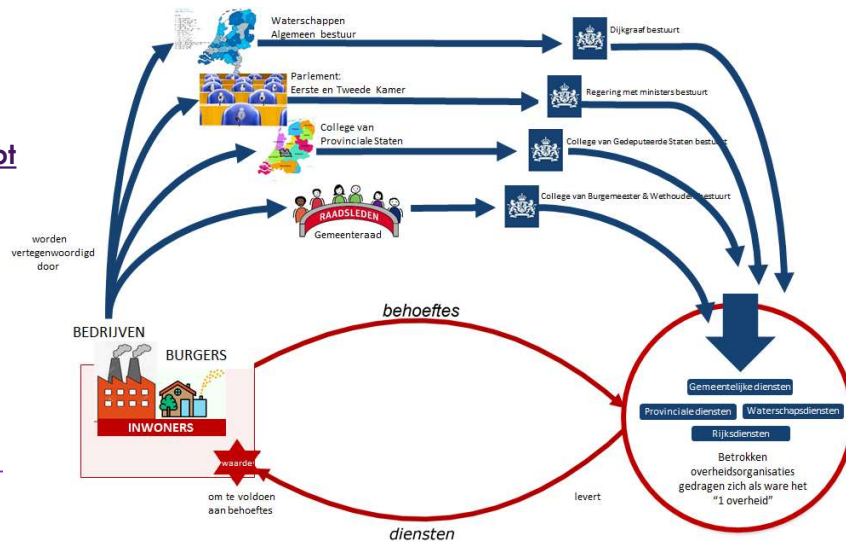 Waterschappen
Algemeen bestuur
Dijkgraaf bestuurt
Parlement:
Eerste en Tweede Kamer
Regering met ministers bestuurt
College van
Provinciale Staten
College van Gedeputeerde Staten bestuurt
RAADSLEDEN
Gemeenteraad
College van Burgemeester & Wethouders bestuurt
worden
vertegenwoordigd
door
behoeftes
BEDRIJVEN
BURGERS
INWONERS
waarde
om te voldoen
aan behoeftes
levert
diensten
Gemeentelijke diensten
Provinciale diensten
Waterschapsdiensten
Rijksdiensten
Betrokken
overheidsorganisaties
gedragen zich als ware het
“1 overheid”